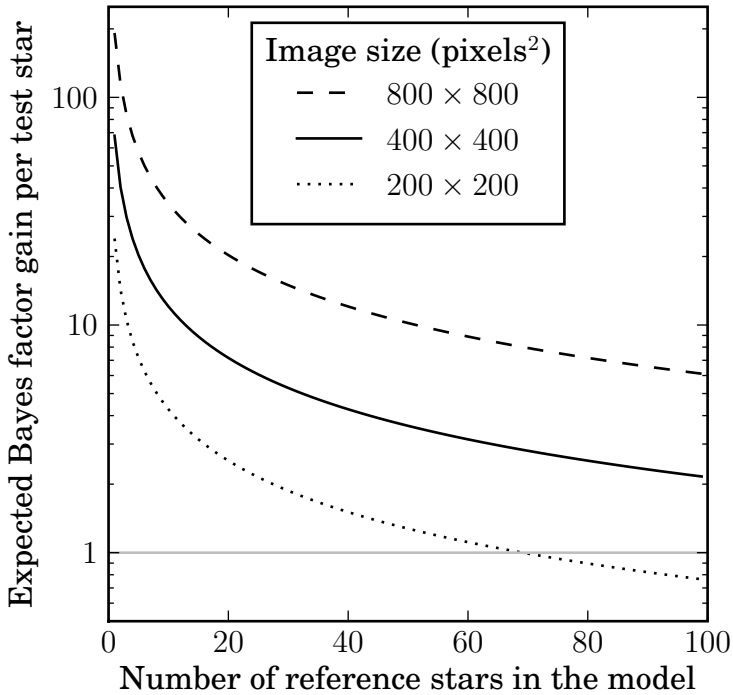 Expected Bayes factor gain per test star
Image size (pixels²)
800 × 800
400 × 400
200 × 200
100
10
1
0 20 40 60 80 100
Number of reference stars in the model